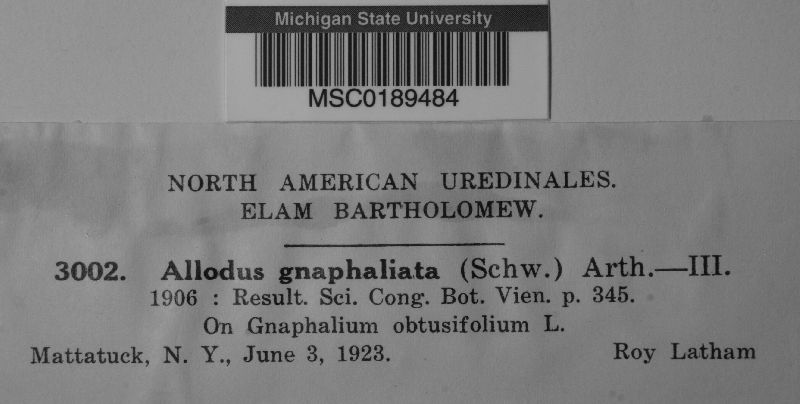 Michigan State University
MSC0189484
NORTH AMERICAN UREDINALES.
ELAM BARTHOLOMEW.
3002. Allodus gnaphaliata (Schw.) Arth.—III.
1906 : Result. Sci. Cong. Bot. Vien. p. 345.
On Gnaphalium obtusifolium L.
Mattatuck, N. Y., June 3, 1923. Roy Latham